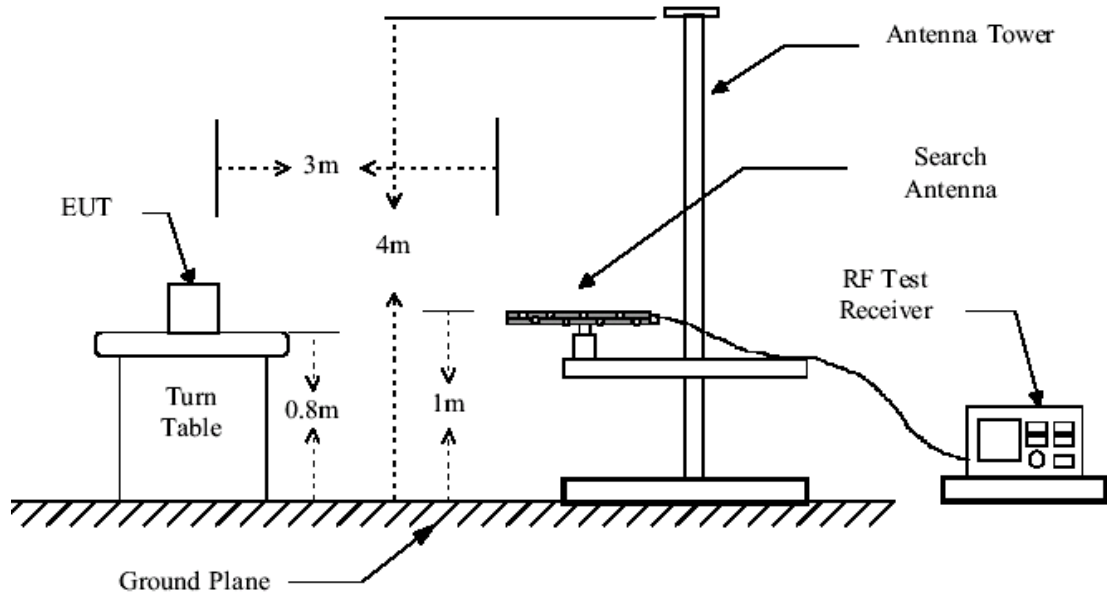 Antenna Tower
3m
Search
Antenna
EUT
4m
RF Test
Receiver
Turn
Table
0.8m
1m
Ground Plane